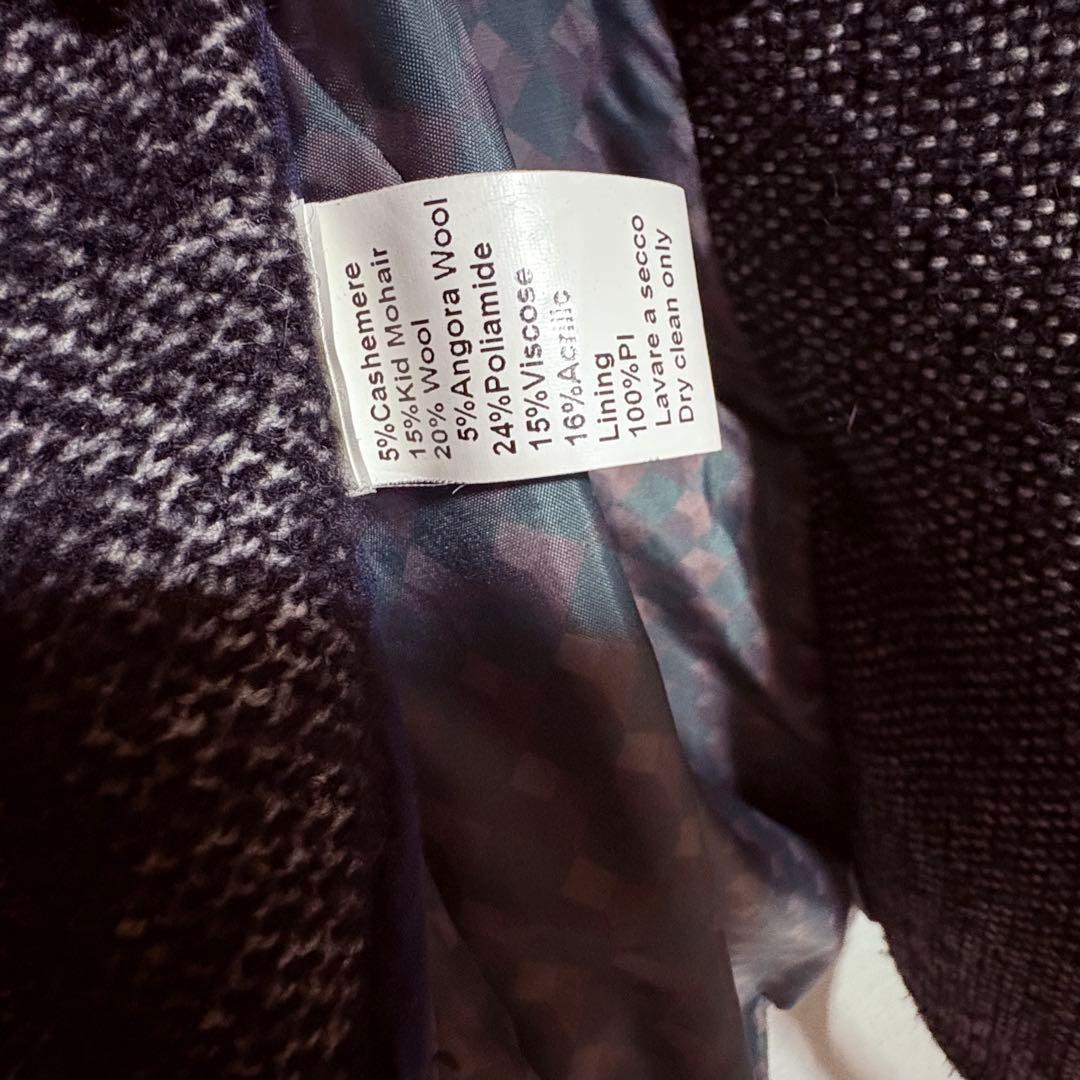 5%Cashemere
15%Kid Mohair
20% Wool
5%Angora Wool
24%Poliamide
15%Viscose
16%Acrilic
Lining
100%Pl
Lavare a secco
Dry clean only